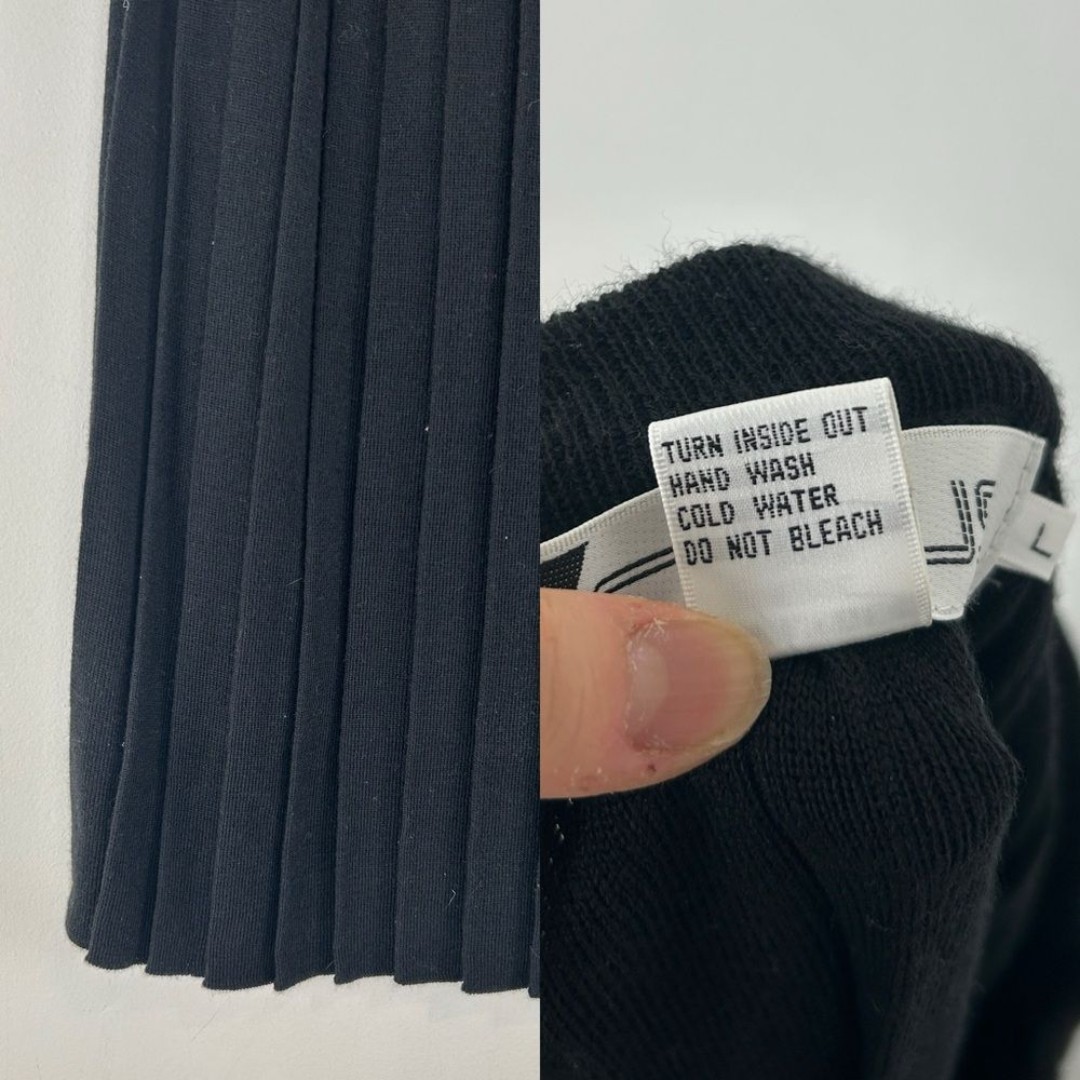 TURN INSIDE OUT
HAND WASH
COLD WATER
DO NOT BLEACH
L